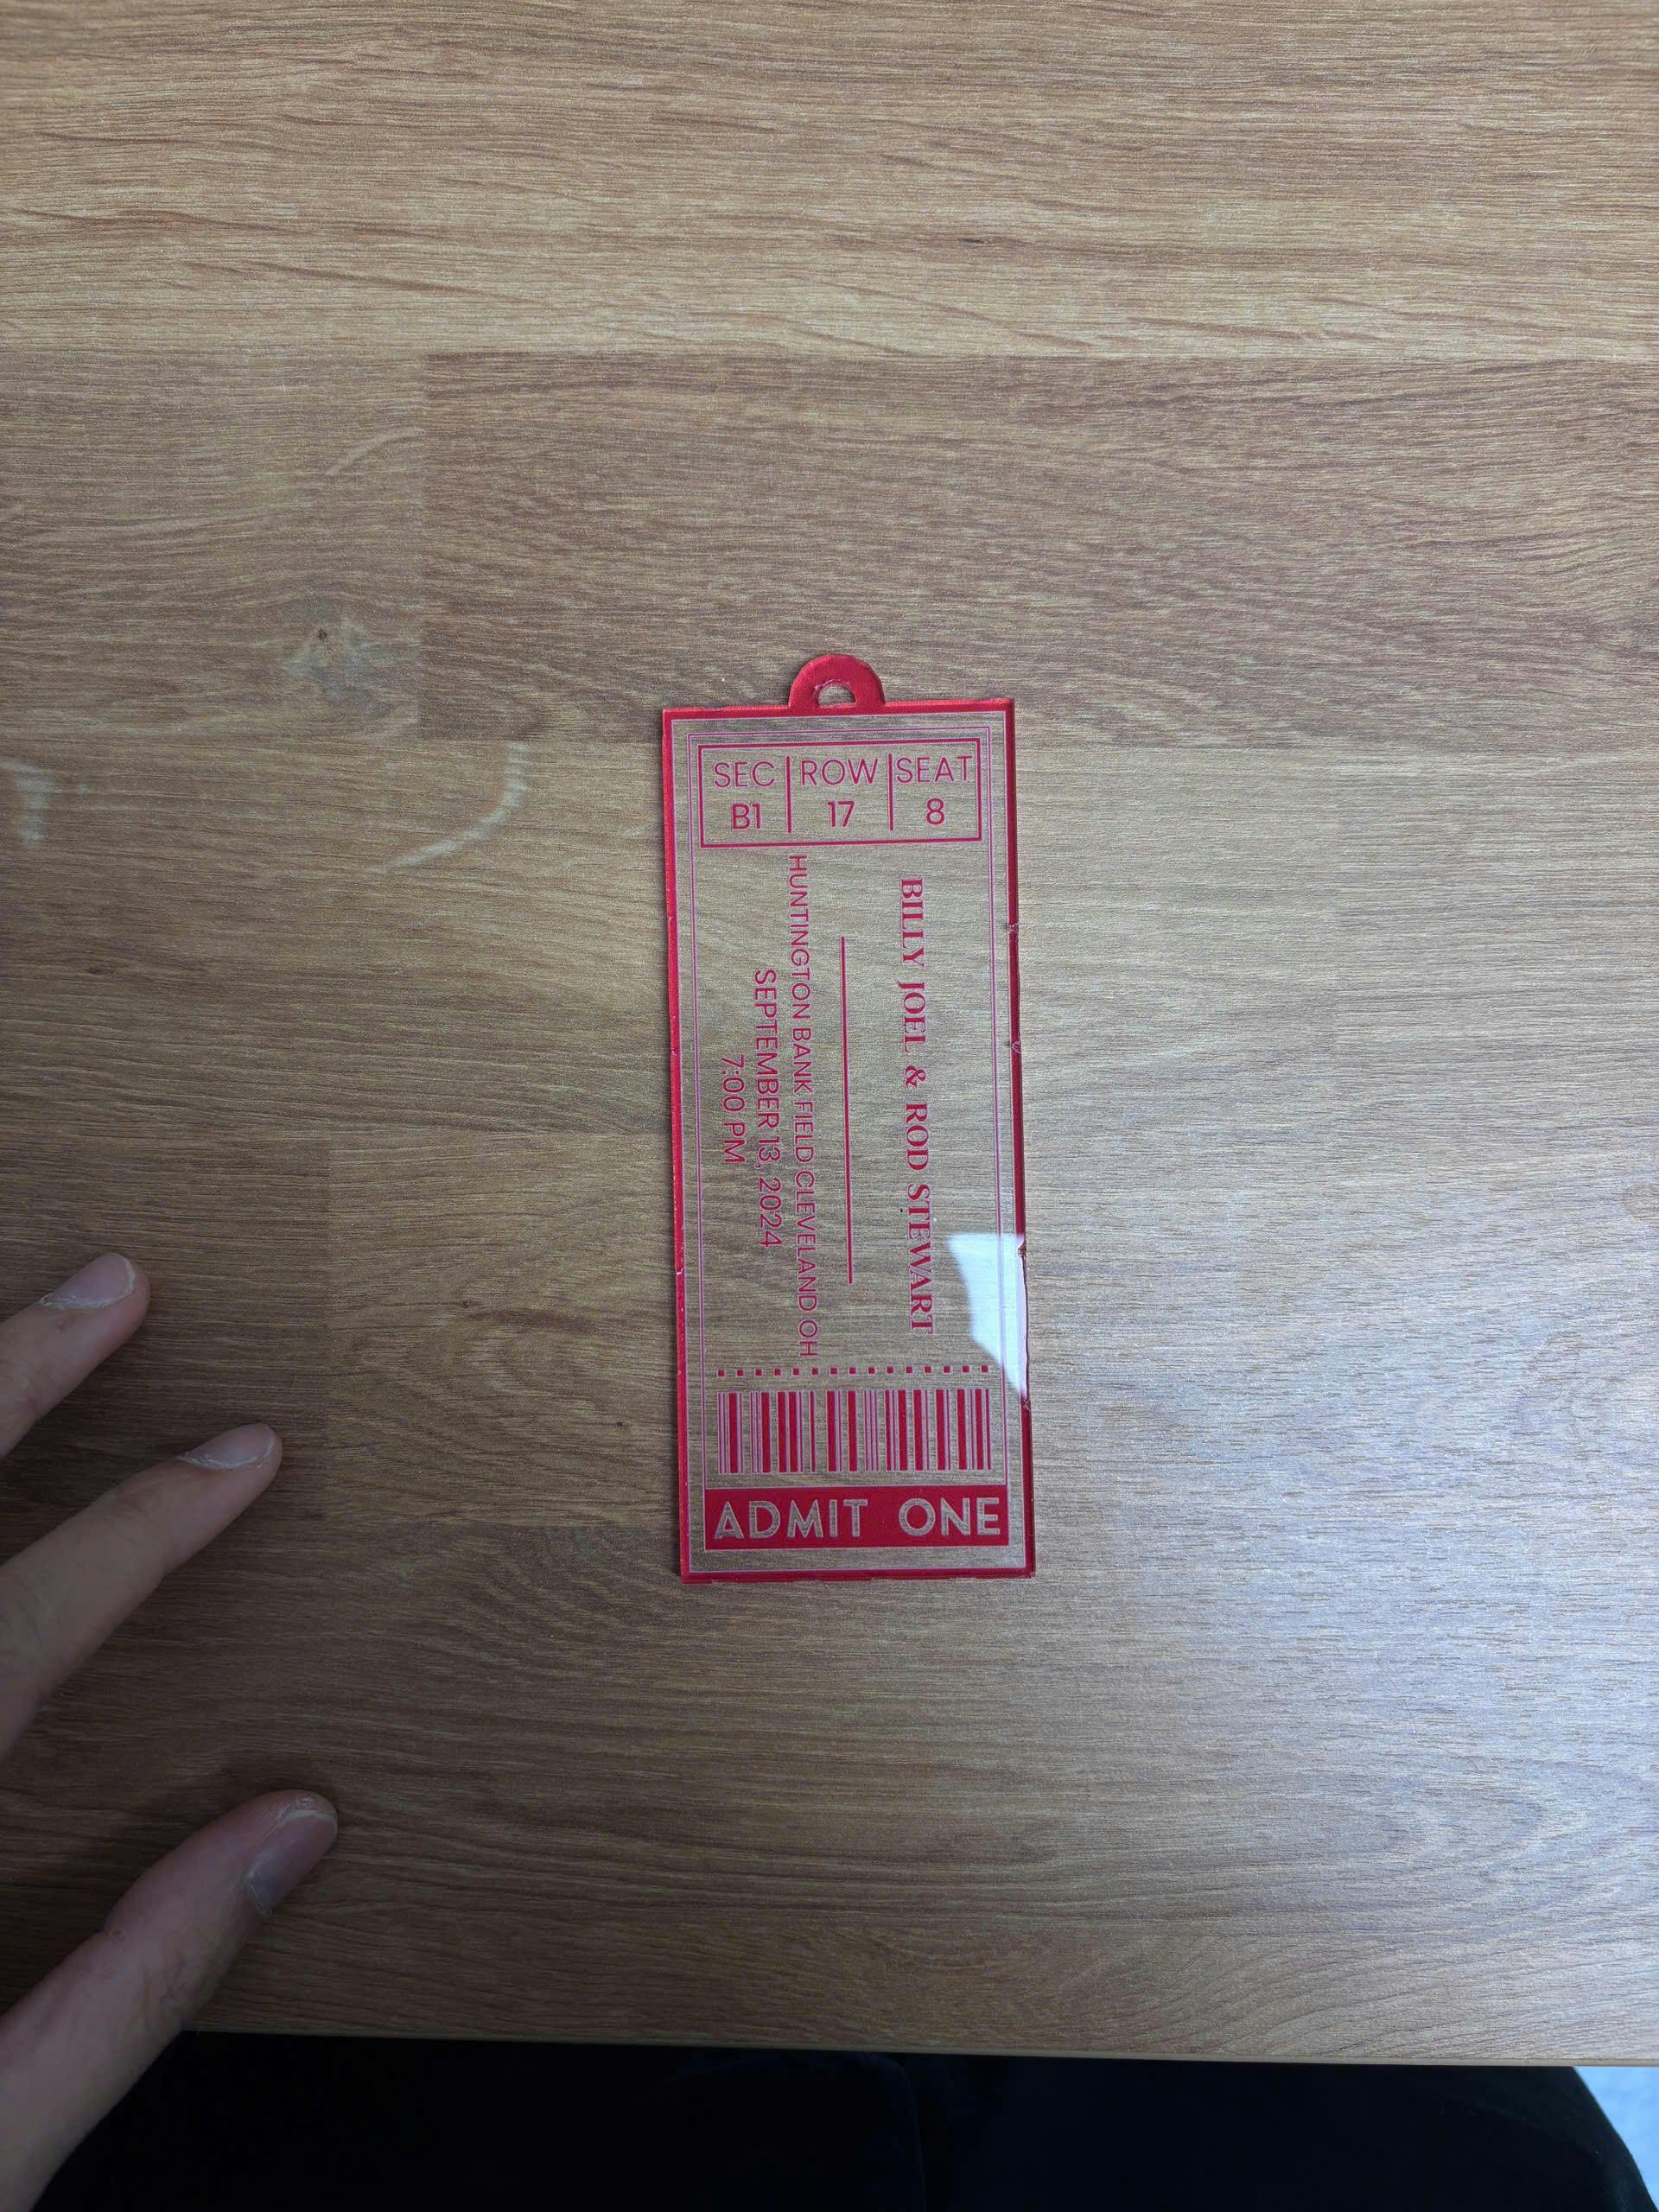 SEC ROW SEAT
B1 17 8
BILLY JOEL & ROD STEWART
HUNTINGTON BANK FIELD CLEVELAND OH
SEPTEMBER 13, 2024
7:00 PM
ADMIT ONE